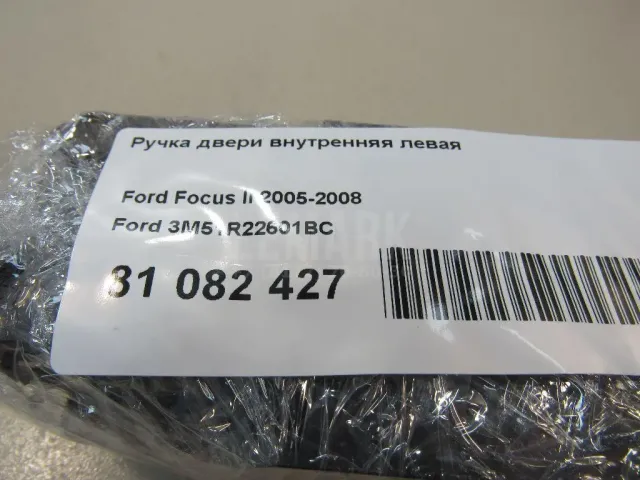 Ручка двери внутренняя левая
Ford Focus II 2005-2008
Ford 3M51R22601BC
31 082 427